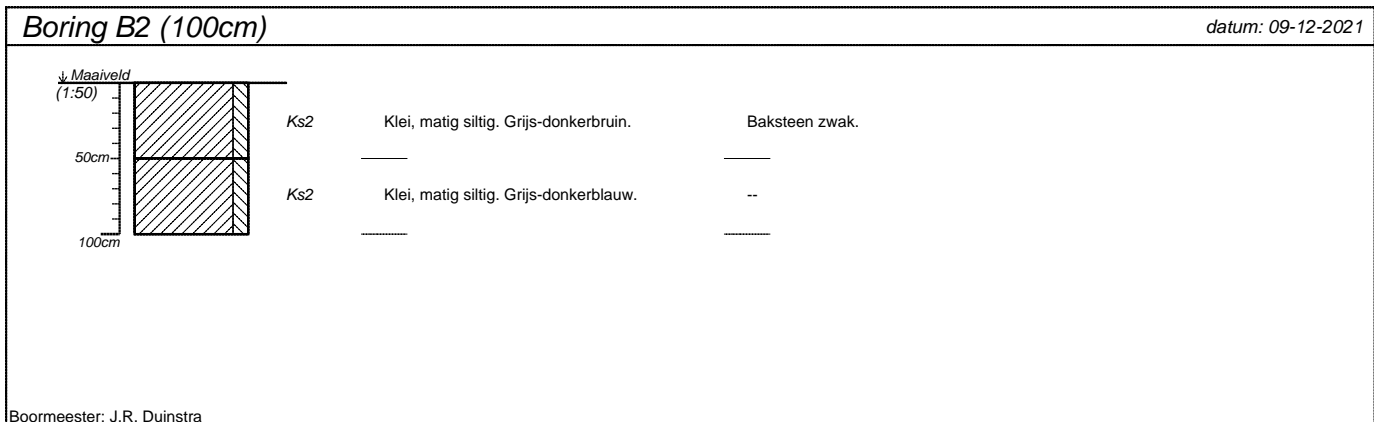 Boring B2 (100cm) datum: 09-12-2021
Maaiveld
(1:50)
Ks2 Klei, matig siltig. Grijs-donkerbruin. Baksteen zwak.
50cm
Ks2 Klei, matig siltig. Grijs-donkerblauw. --
100cm
Boormeester: J.R. Duinstra